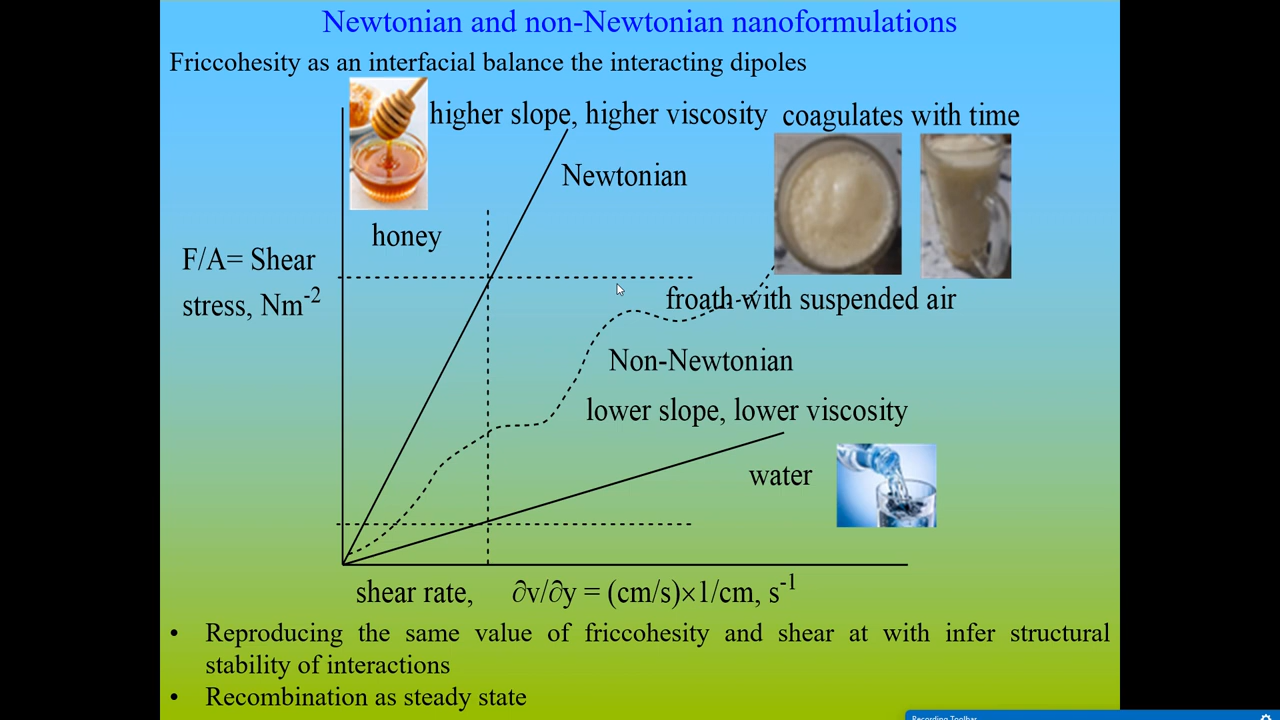 Newtonian and non-Newtonian nanoformulations
Friccohesity as an interfacial balance the interacting dipoles
higher slope, higher viscosity
coagulates with time
Newtonian
honey
F/A= Shear
stress, Nm-2
froath with suspended air
Non-Newtonian
lower slope, lower viscosity
water
shear rate, ∂v/∂y = (cm/s)×1/cm, s-1
• Reproducing the same value of friccohesity and shear at with infer structural
stability of interactions
• Recombination as steady state
Recording Toolbar